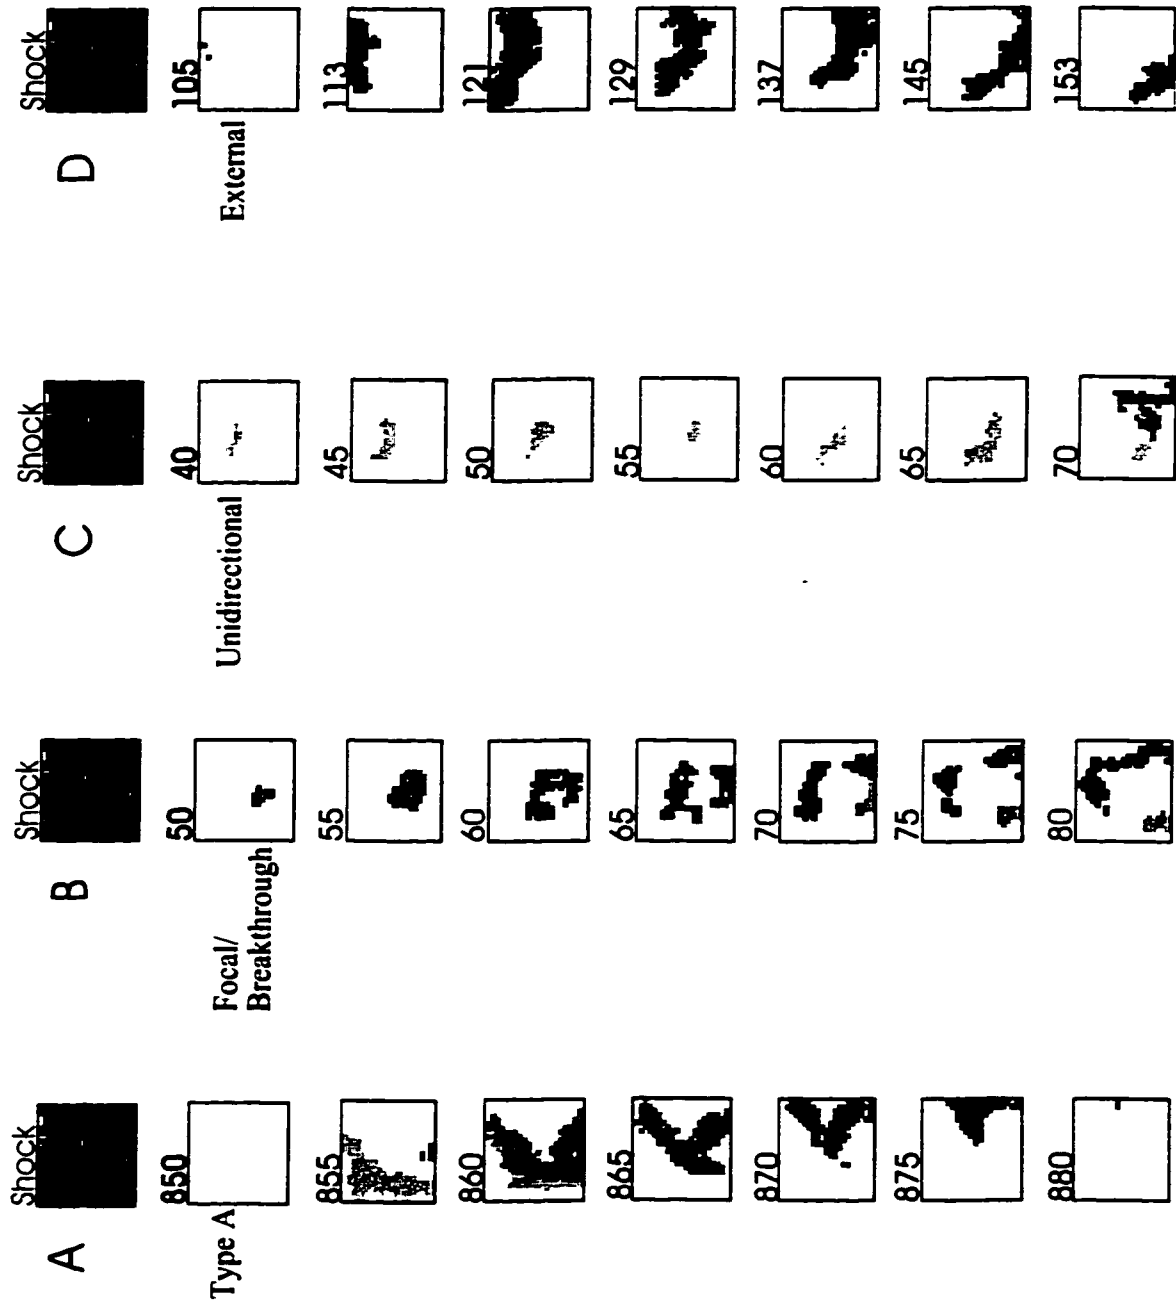 Shock Shock Shock Shock
A B C D
850 50 40 105
Type A
Focal/
Breakthrough
Unidirectional
External
855 55 45 113
860 60 50 121
865 65 55 129
870 70 60 137
875 75 65 145
880 80 70 153